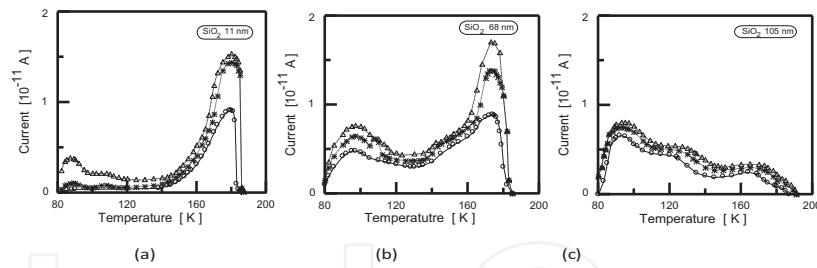 SiO2 11 nm
Current [10-11 A]
2
1
0
80 120 160 200
Temperature [ K ]
(a)
SiO2 68 nm
Current [10-11 A]
2
1
0
80 120 160 200
Temperatutre [ K ]
(b)
SiO2 105 nm
Current [10-11 A]
2
1
0
80 120 160 200
Temperature [ K ]
(c)